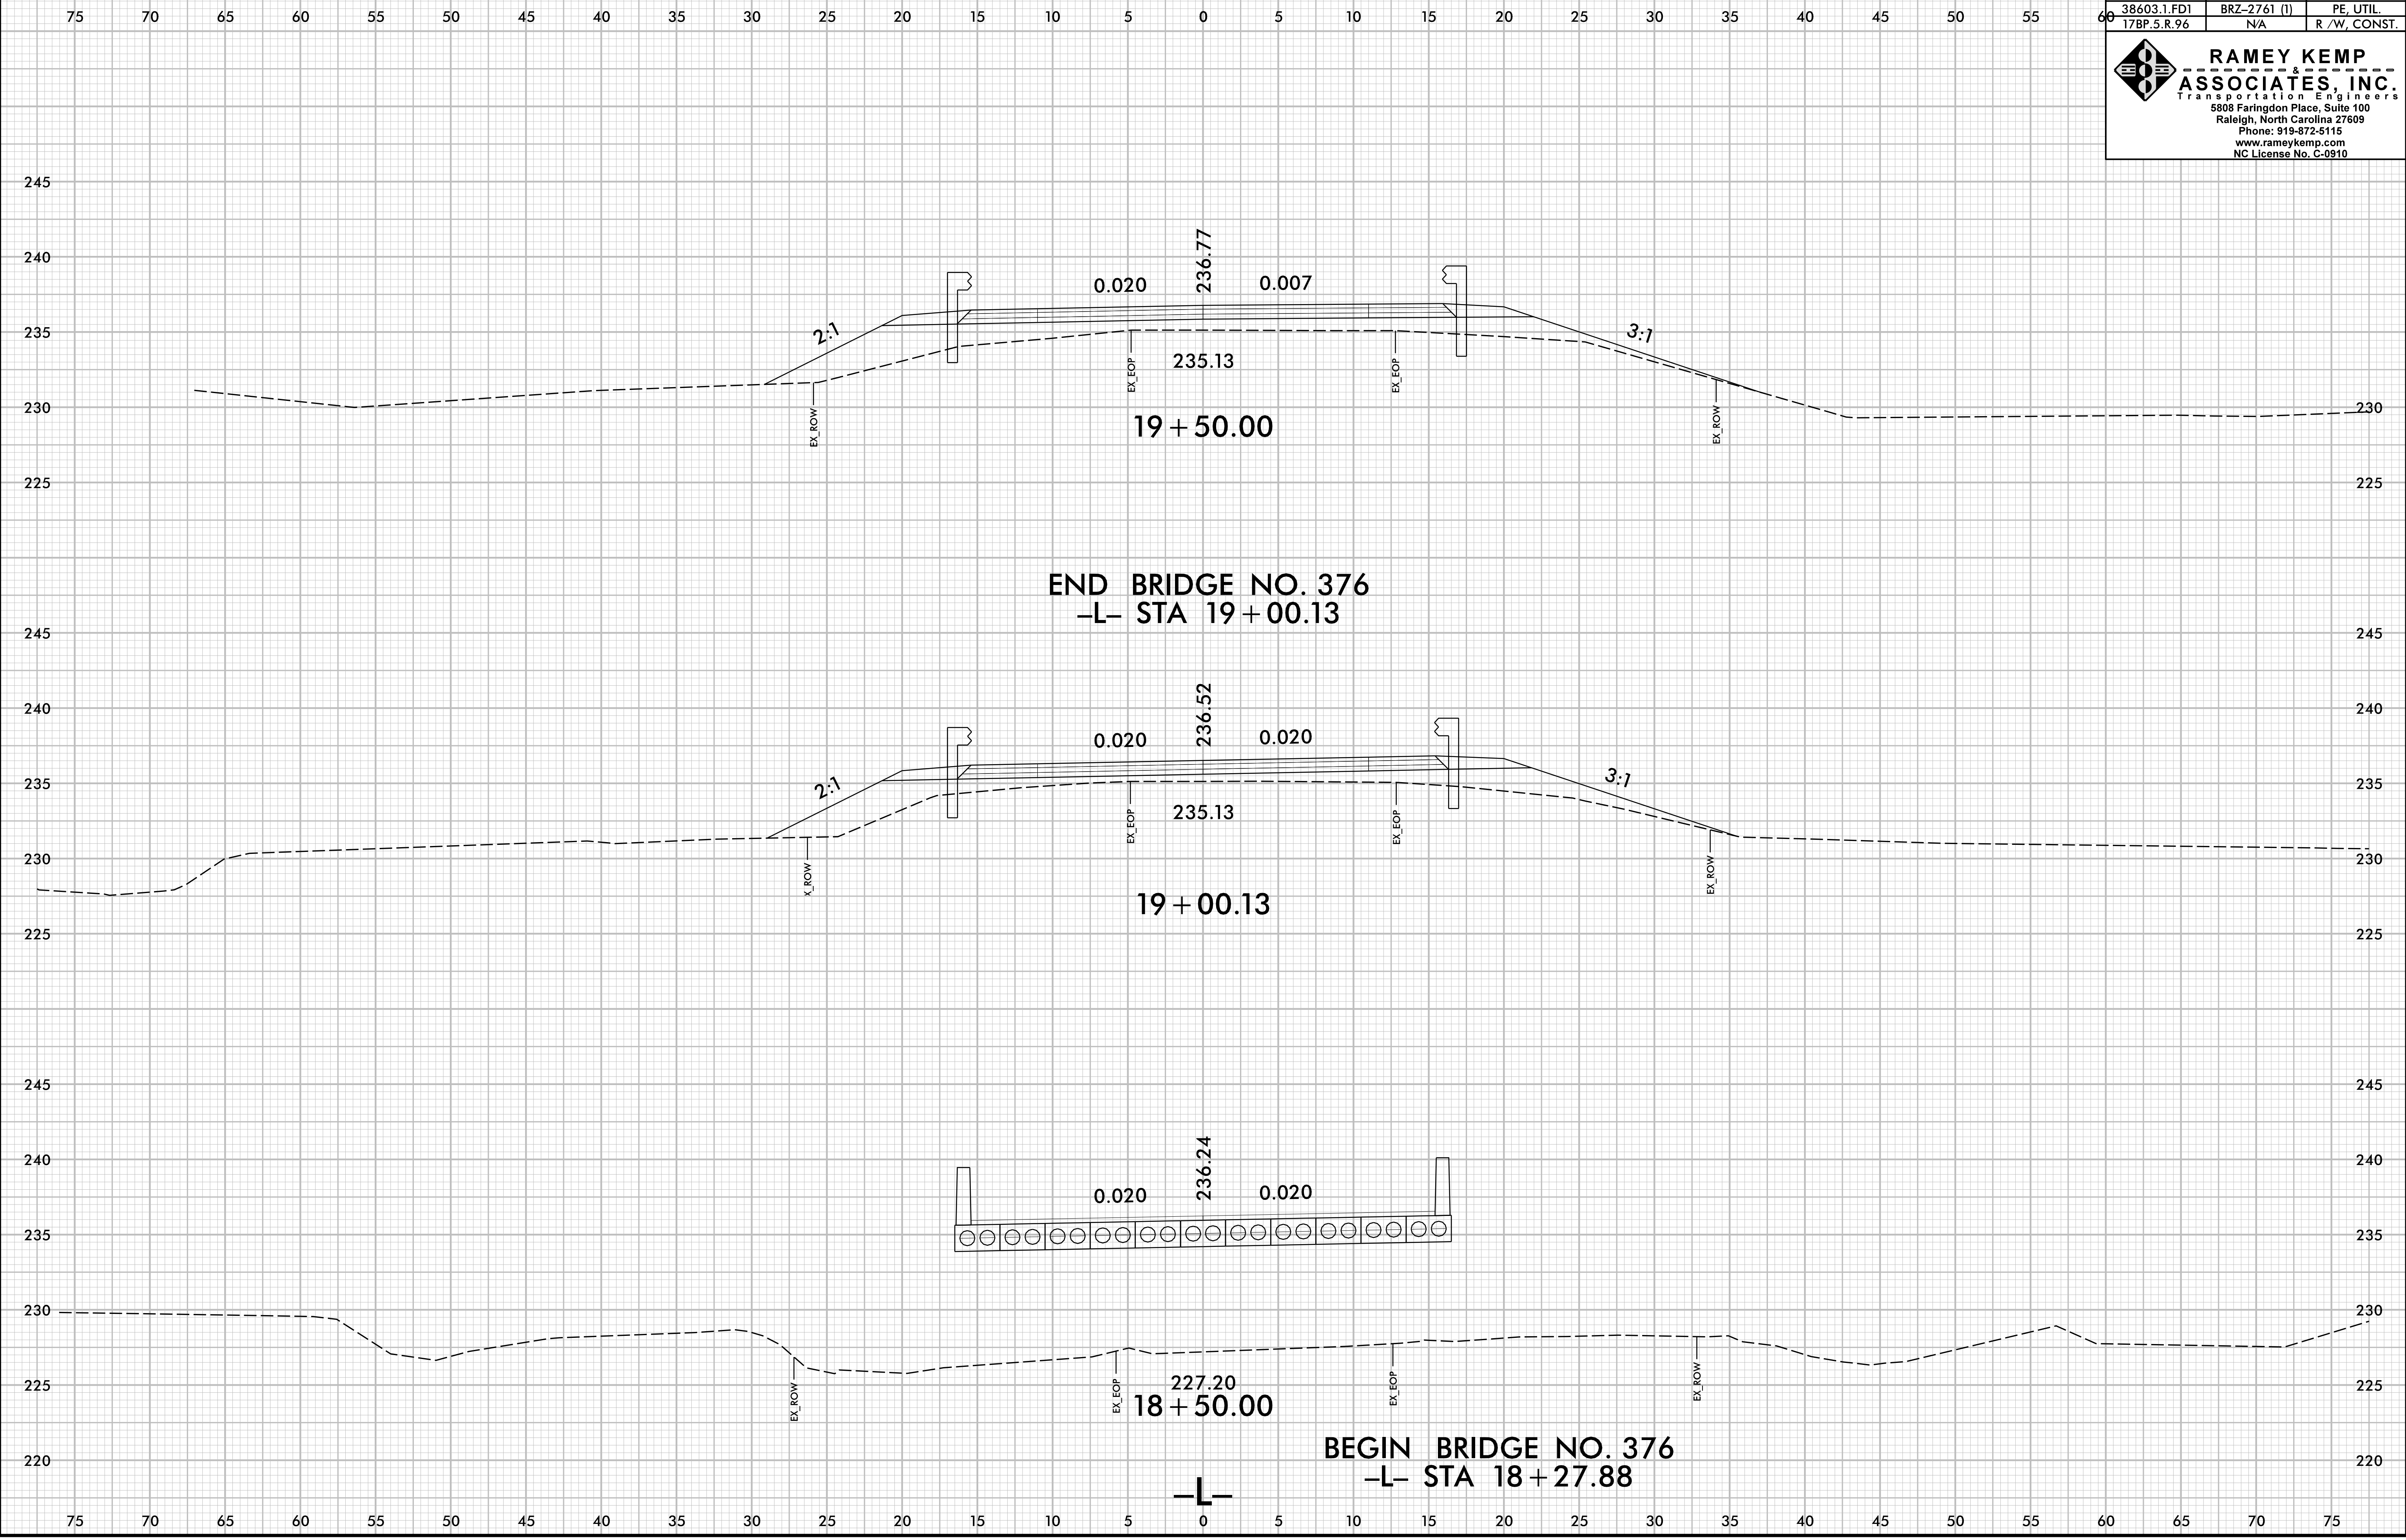 75 70 65 60 55 50 45 40 35 30 25 20 15 10 5 0 5 10 15 20 25 30 35 40 45 50 55 60
38603.1.FD1 BRZ–2761 (1) PE, UTIL.
17BP.5.R.96 N/A R /W, CONST.
RAMEY KEMP
&
ASSOCIATES, INC.
Transportation Engineers
5808 Faringdon Place, Suite 100
Raleigh, North Carolina 27609
Phone: 919-872-5115
www.rameykemp.com
NC License No. C-0910
245
240
236.77
0.020 0.007
235
2:1 3:1
235.13
EX_EOP EX_EOP
230 230
EX_ROW EX_ROW
19+50.00
225 225
END BRIDGE NO. 376
–L– STA 19+00.13
245 245
240 240
236.52
0.020 0.020
235 235
2:1 3:1
235.13
EX_EOP EX_EOP
230 230
X_ROW EX_ROW
19+00.13
225 225
245 245
240 240
236.24
0.020 0.020
235 235
230 230
225 225
227.20
EX_ROW EX_EOP EX_EOP EX_ROW
18+50.00
BEGIN BRIDGE NO. 376
220 220
–L– STA 18+27.88
–L–
75 70 65 60 55 50 45 40 35 30 25 20 15 10 5 0 5 10 15 20 25 30 35 40 45 50 55 60 65 70 75